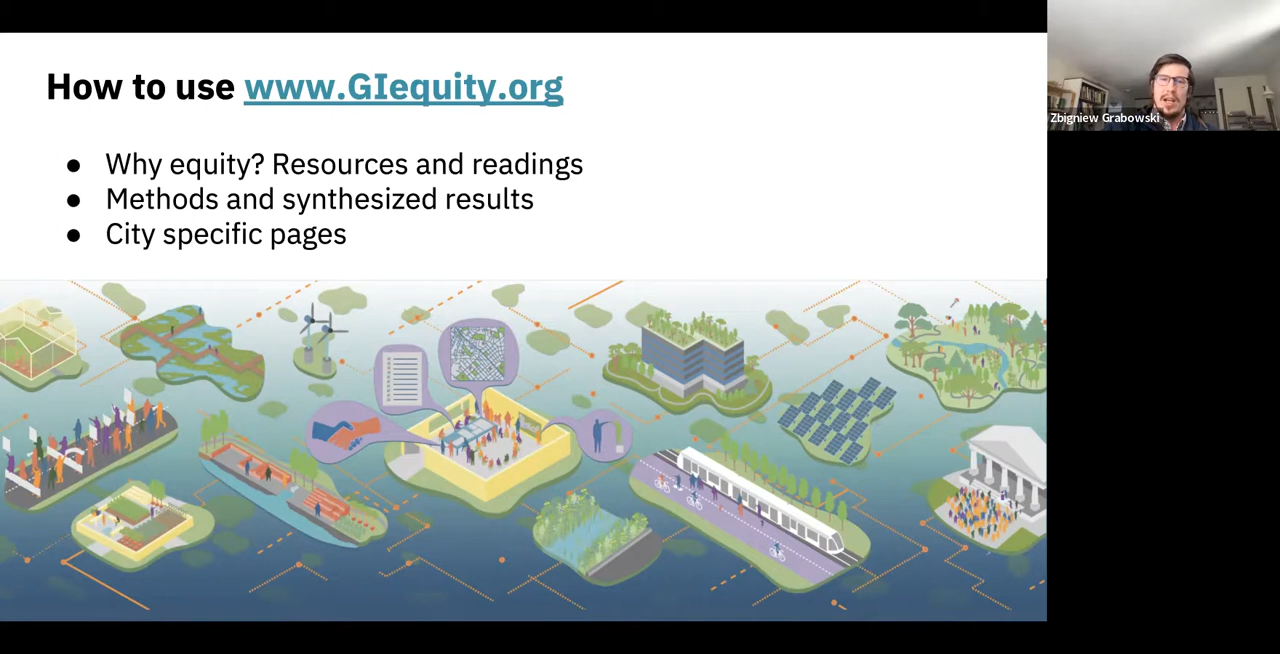 How to use www.GIequity.org
● Why equity? Resources and readings
● Methods and synthesized results
● City specific pages
Zbigniew Grabowski